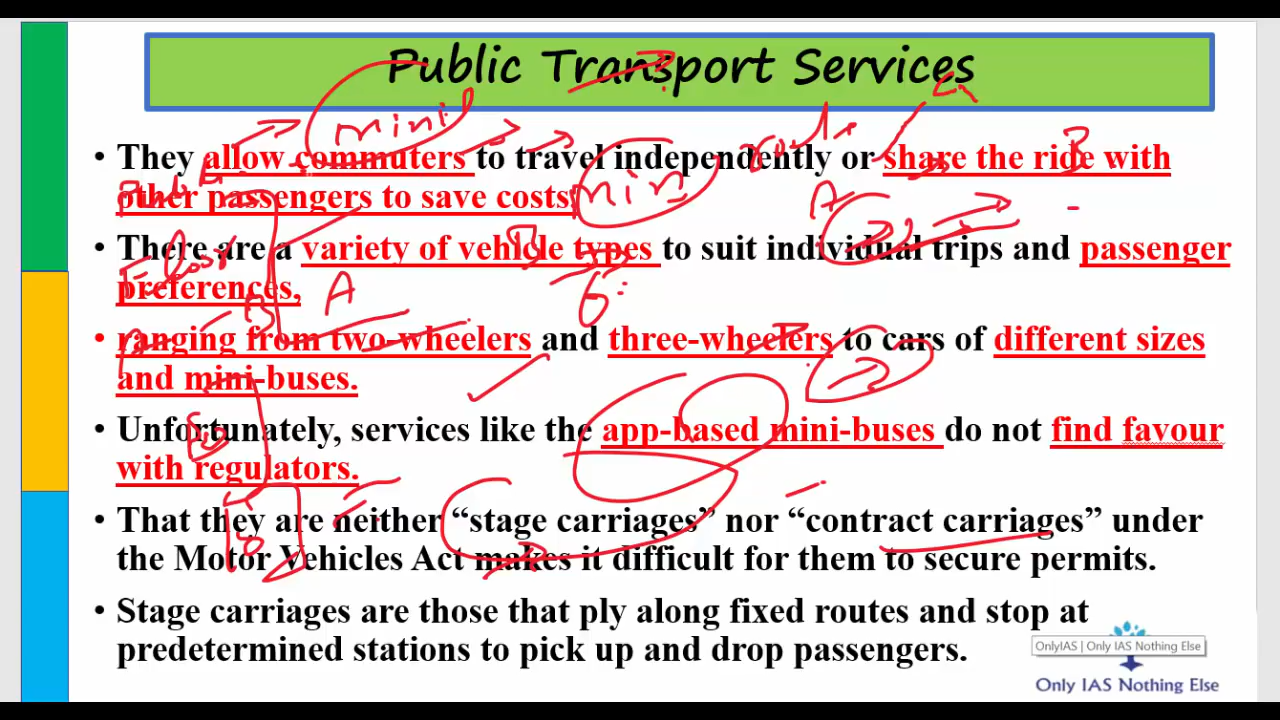 Public Transport Services
• They allow commuters to travel independently or share the ride with
other passengers to save costs.
• There are a variety of vehicle types to suit individual trips and passenger
preferences,
• ranging from two-wheelers and three-wheelers to cars of different sizes
and mini-buses.
• Unfortunately, services like the app-based mini-buses do not find favour
with regulators.
• That they are neither “stage carriages” nor “contract carriages” under
the Motor Vehicles Act makes it difficult for them to secure permits.
• Stage carriages are those that ply along fixed routes and stop at
predetermined stations to pick up and drop passengers.
mini
min
A
B
A
OnlyIAS | Only IAS Nothing Else
Only IAS Nothing Else